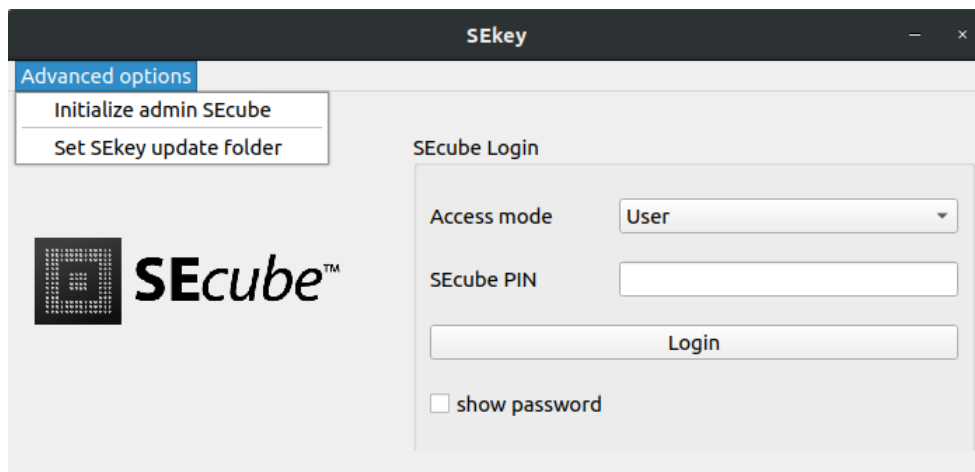 SEkey
Advanced options
Initialize admin SEcube
Set SEkey update folder
SEcube Login
Access mode
User
SEcube™
SEcube PIN
Login
show password